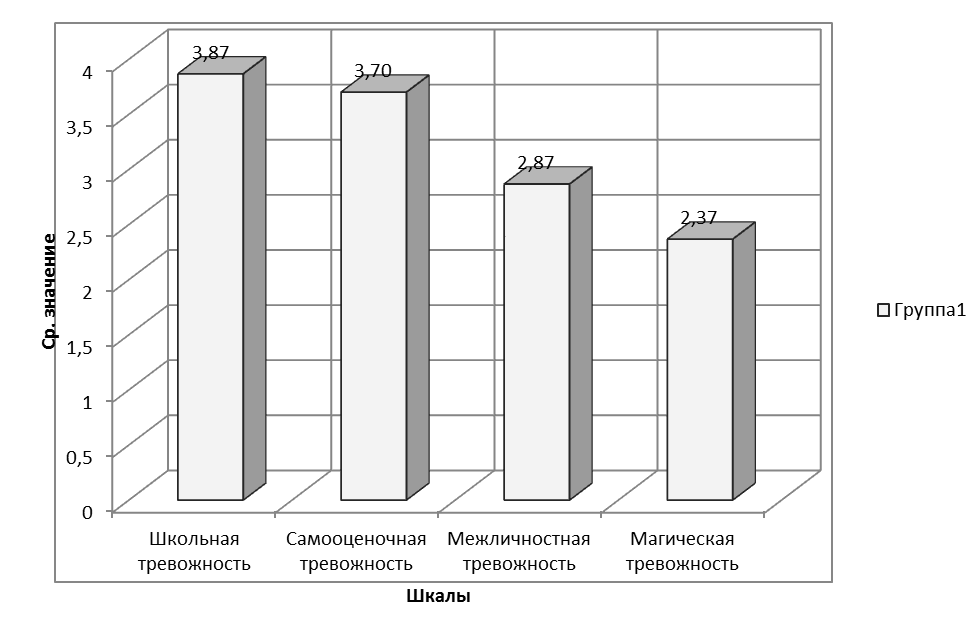 3,87
3,70
2,87
2,37
4
3,5
3
2,5
2
1,5
1
0,5
0
Ср. значение
Группа1
Школьная
тревожность
Самооценочная
тревожность
Межличностная
тревожность
Магическая
тревожность
Шкалы